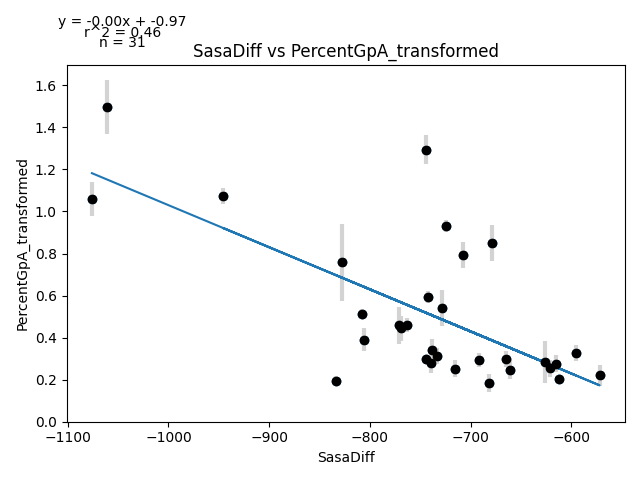 y = -0.00x + -0.97
r^2 = 0.46
n = 31
SasaDiff vs PercentGpA_transformed
1.6
1.4
1.2
1.0
0.8
0.6
0.4
0.2
0.0
PercentGpA_transformed
−1100 −1000 −900 −800 −700 −600
SasaDiff